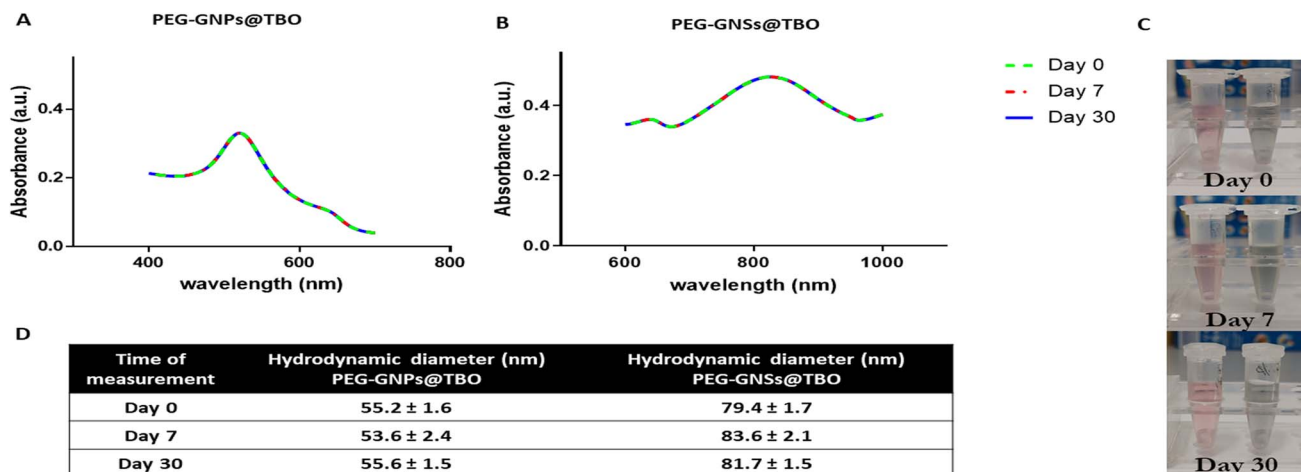 A
PEG-GNPs@TBO
Absorbance (a.u.)
0.4
0.2
0.0
400
600
800
wavelength (nm)
B
PEG-GNSs@TBO
Absorbance (a.u.)
0.4
0.2
0.0
600
800
1000
wavelength (nm)
Day 0
Day 7
Day 30
C
Day 0
Day 7
Day 30
D
Time of measurement
Hydrodynamic diameter (nm) PEG-GNPs@TBO
Hydrodynamic diameter (nm) PEG-GNSs@TBO
Day 0 55.2 ± 1.6 79.4 ± 1.7
Day 7 53.6 ± 2.4 83.6 ± 2.1
Day 30 55.6 ± 1.5 81.7 ± 1.5